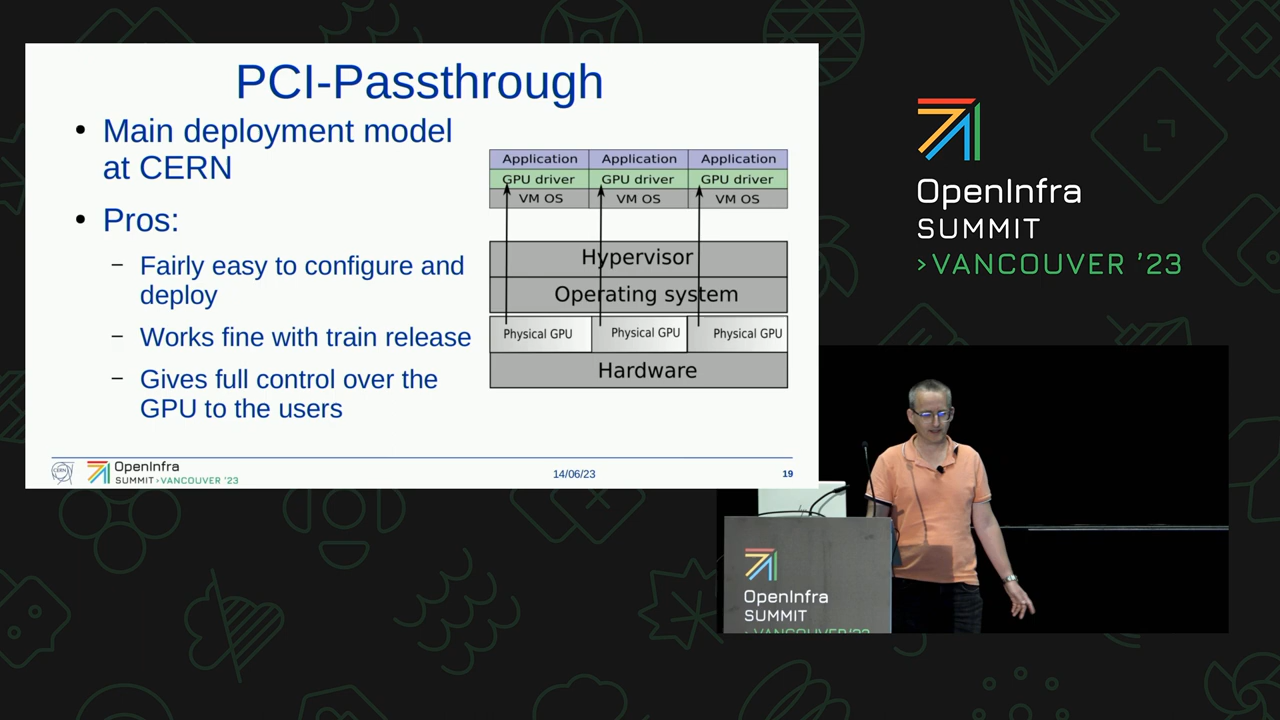 PCI-Passthrough
Main deployment model
at CERN
Pros:
Fairly easy to configure and
deploy
Works fine with train release
Gives full control over the
GPU to the users
Application Application Application
GPU driver GPU driver GPU driver
VM OS VM OS VM OS
Hypervisor
Operating system
Physical GPU Physical GPU Physical GPU
Hardware
CERN
OpenInfra
SUMMIT>VANCOUVER '23
14/06/23
19
OpenInfra
SUMMIT
>VANCOUVER '23
OpenInfra
SUMMIT
>VANCOUVER'23